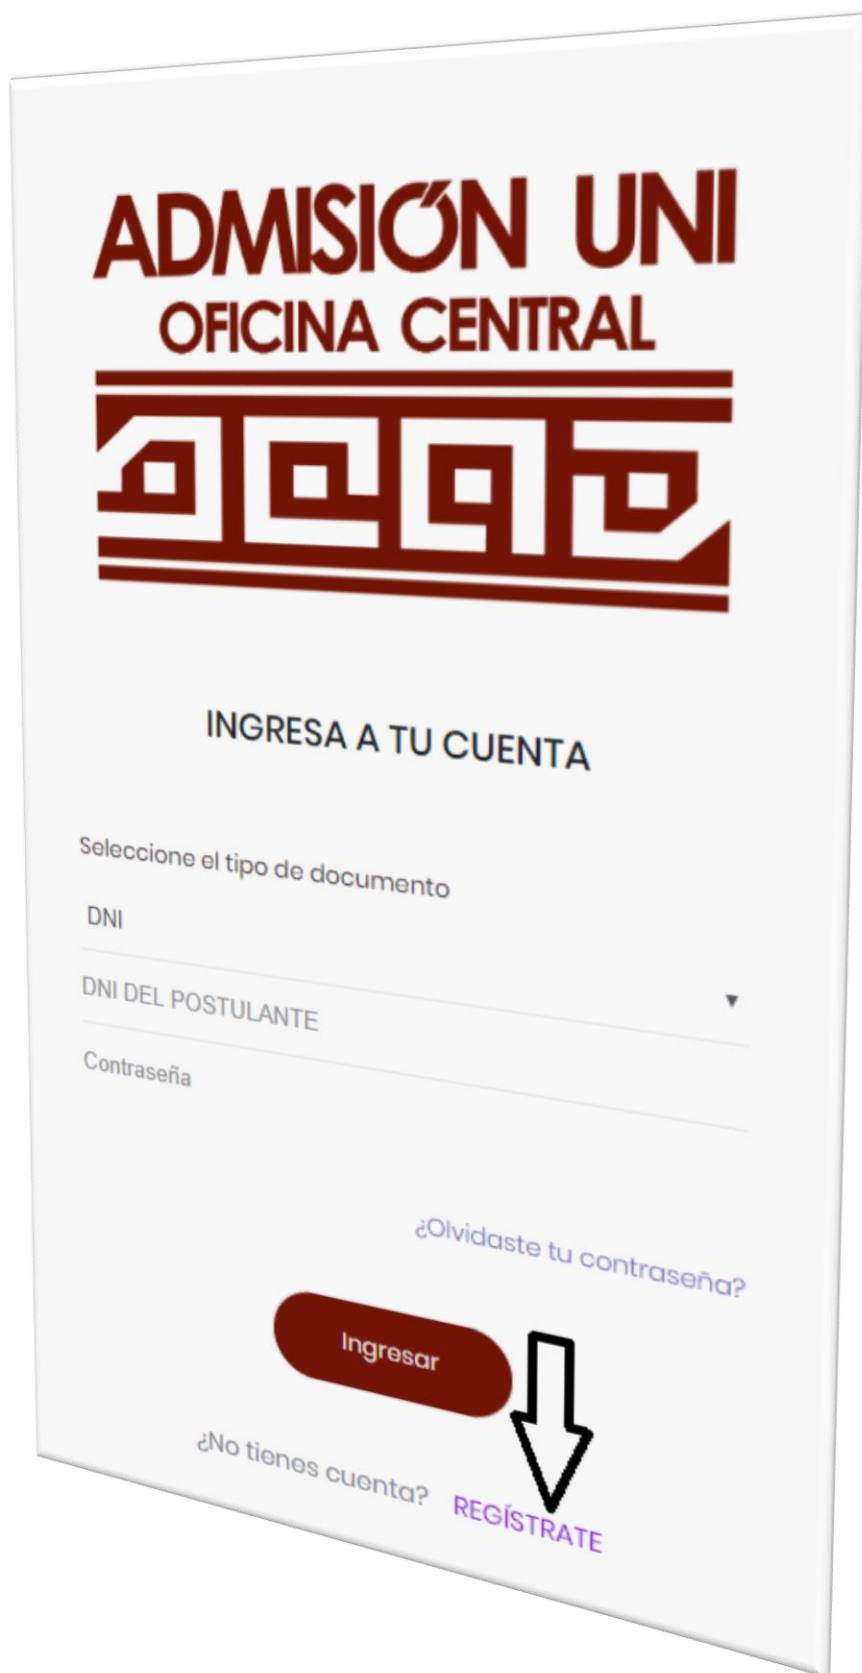 ADMISIÓN UNI
OFICINA CENTRAL
INGRESA A TU CUENTA
Seleccione el tipo de documento
DNI
DNI DEL POSTULANTE
Contraseña
¿Olvidaste tu contraseña?
Ingresar
¿No tienes cuenta? REGÍSTRATE